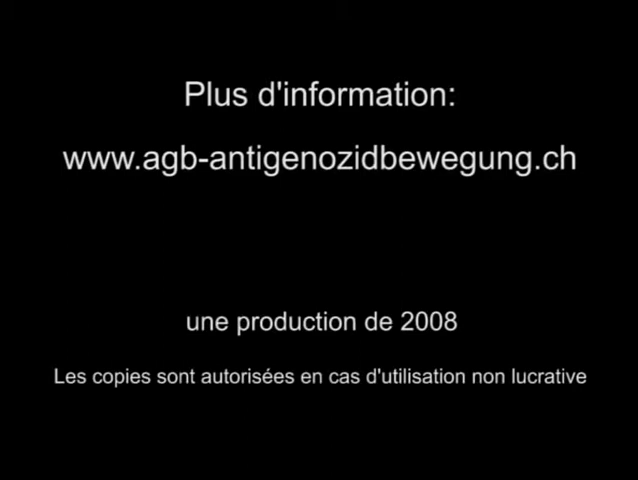 Plus d'information:
www.agb-antigenozidbewegung.ch
une production de 2008
Les copies sont autorisées en cas d'utilisation non lucrative